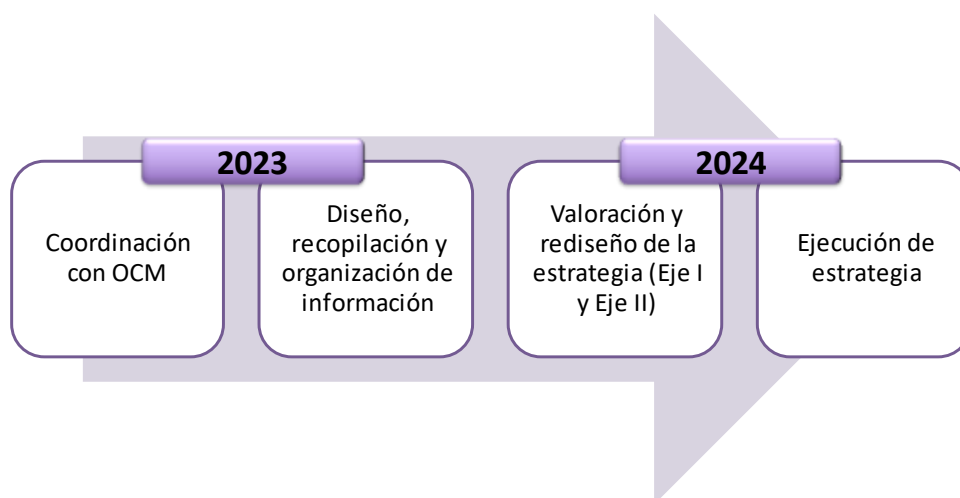 2023
Coordinación
con OCM
Diseño,
recopilación y
organización de
información
2024
Valoración y
rediseño de la
estrategia (Eje I
y Eje II)
Ejecución de
estrategia